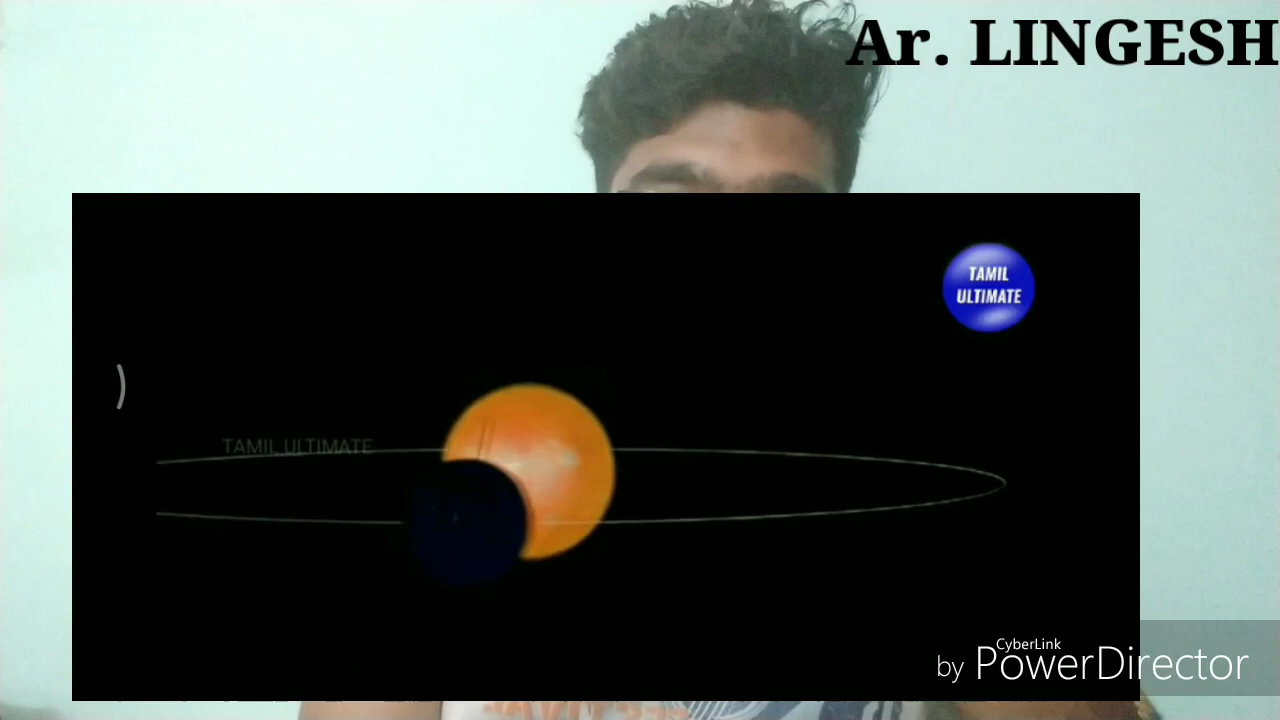 Ar. LINGESH
TAMIL
ULTIMATE
TAMIL ULTIMATE
CyberLink
by PowerDirector